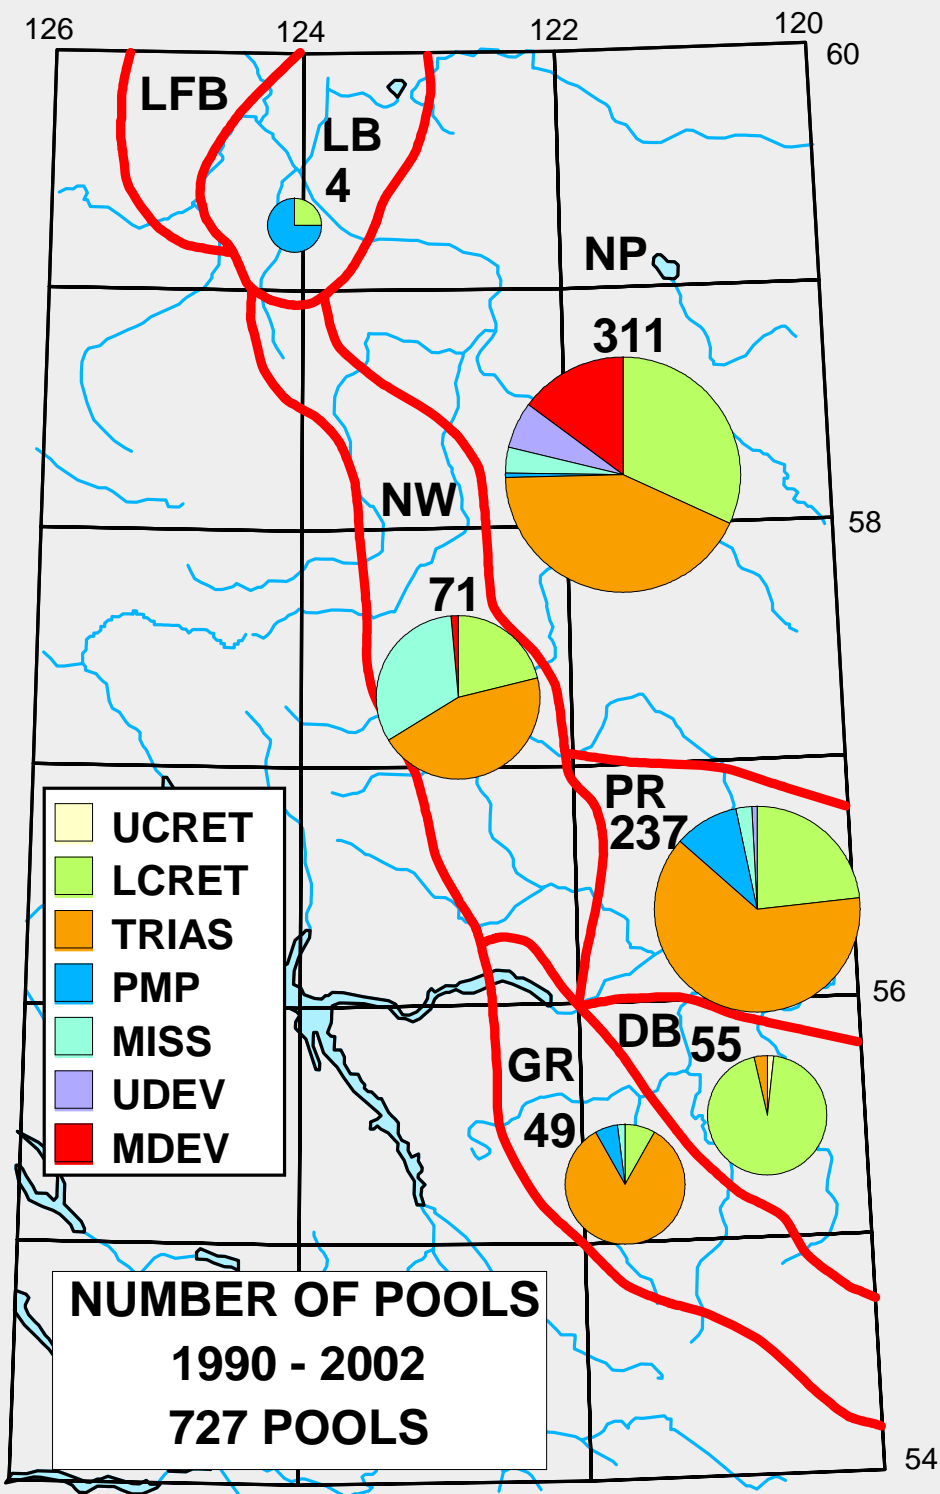 126
124
122
120
60
LFB
LB
4
NP
311
NW
58
71
PR
237
UCRET
LCRET
TRIAS
PMP
MISS
UDEV
MDEV
56
DB 55
GR
49
NUMBER OF POOLS
1990 - 2002
727 POOLS
54